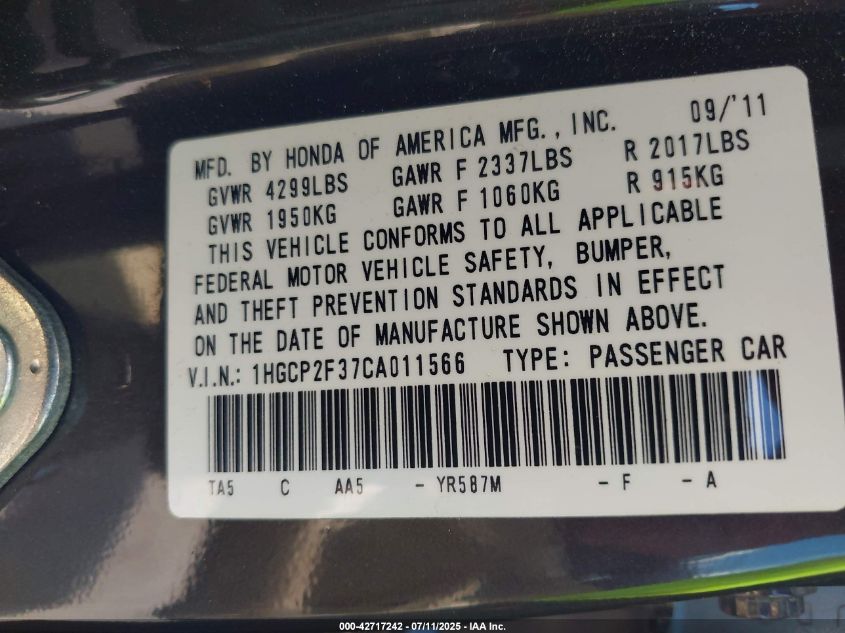 MFD. BY HONDA OF AMERICA MFG., INC. 09/'11
GVWR 4299LBS GAWR F 2337LBS R 2017LBS
GVWR 1950KG GAWR F 1060KG R 915KG
THIS VEHICLE CONFORMS TO ALL APPLICABLE
FEDERAL MOTOR VEHICLE SAFETY, BUMPER,
AND THEFT PREVENTION STANDARDS IN EFFECT
ON THE DATE OF MANUFACTURE SHOWN ABOVE.
V.I.N.: 1HGCP2F37CA011566 TYPE: PASSENGER CAR
TA5 C AA5 - YR587M - F - A
000-42717242 - 07/11/2025 - IAA Inc.